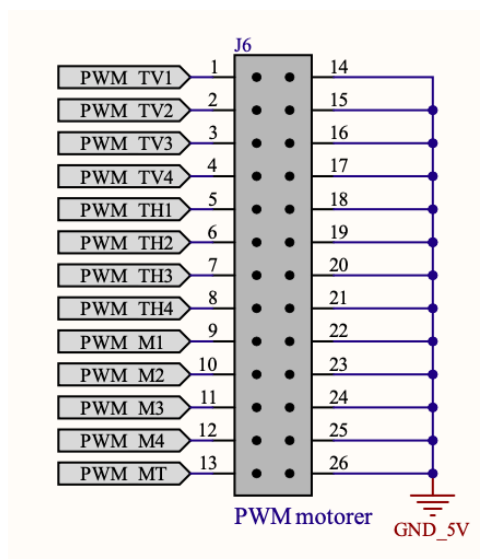 J6
PWM_TV1 1 14
PWM_TV2 2 15
PWM_TV3 3 16
PWM_TV4 4 17
PWM_TH1 5 18
PWM_TH2 6 19
PWM_TH3 7 20
PWM_TH4 8 21
PWM_M1 9 22
PWM_M2 10 23
PWM_M3 11 24
PWM_M4 12 25
PWM_MT 13 26
PWM motorer
GND_5V